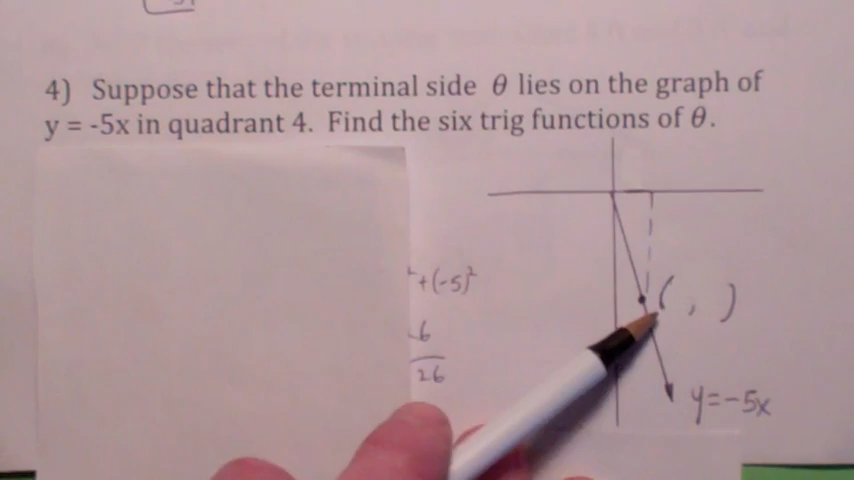 4) Suppose that the terminal side θ lies on the graph of
y = -5x in quadrant 4. Find the six trig functions of θ.
+(-5)²
( , )
6
26
y=-5x